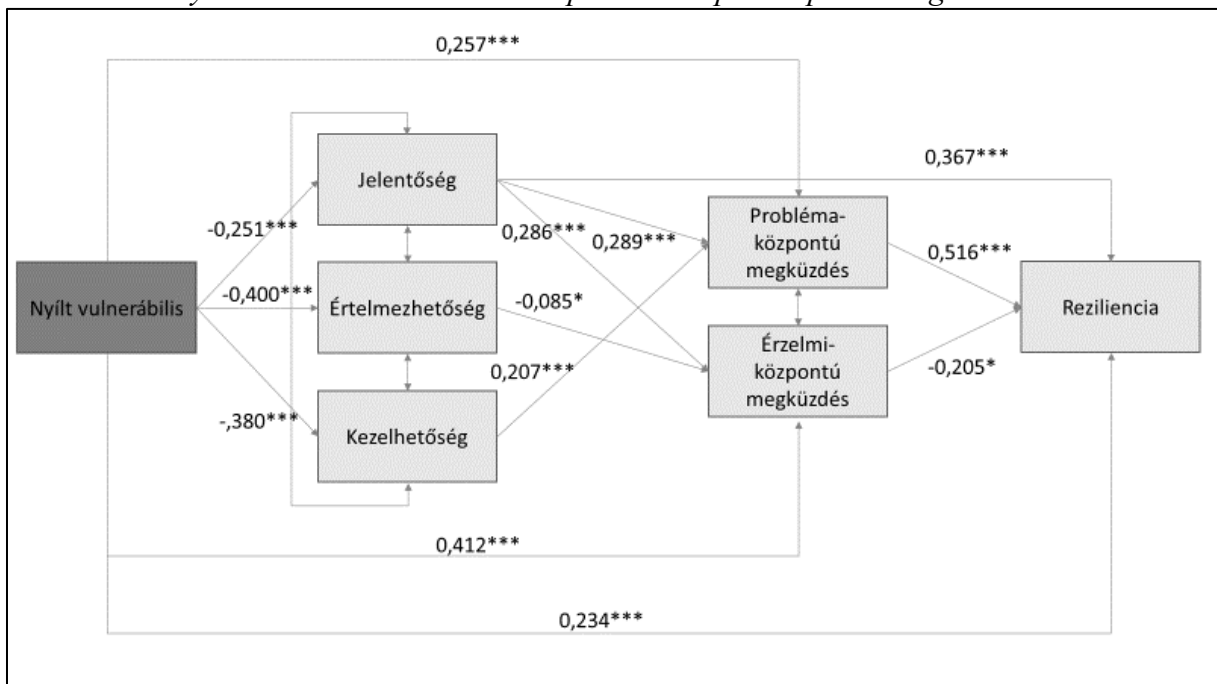 0,257***
Jelentőség
0,367***
-0,251***
0,286***
0,289***
Probléma-
központú
megküzdés
0,516***
Nyílt vulnerábilis
-0,400***
Értelmezhetőség
-0,085*
Reziliencia
Érzelmi-
központú
megküzdés
-0,205*
0,207***
-,380***
Kezelhetőség
0,412***
0,234***